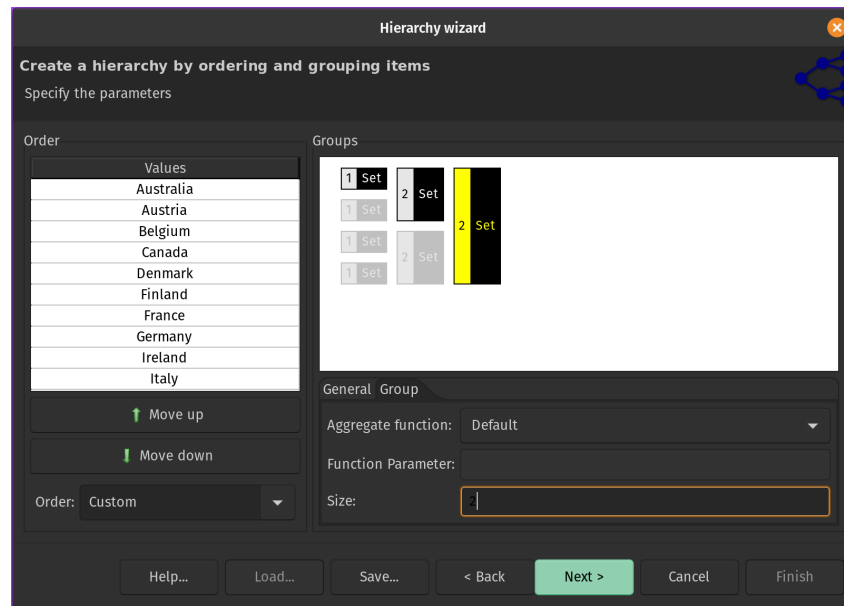 Hierarchy wizard
Create a hierarchy by ordering and grouping items
Specify the parameters
Order
Values
Australia
Austria
Belgium
Canada
Denmark
Finland
France
Germany
Ireland
Italy
Move up
Move down
Order: Custom
Groups
1 Set
1 Set
1 Set
1 Set
2 Set
2 Set
2 Set
General Group
Aggregate function: Default
Function Parameter:
Size: 2
Help... Load... Save... < Back Next > Cancel Finish